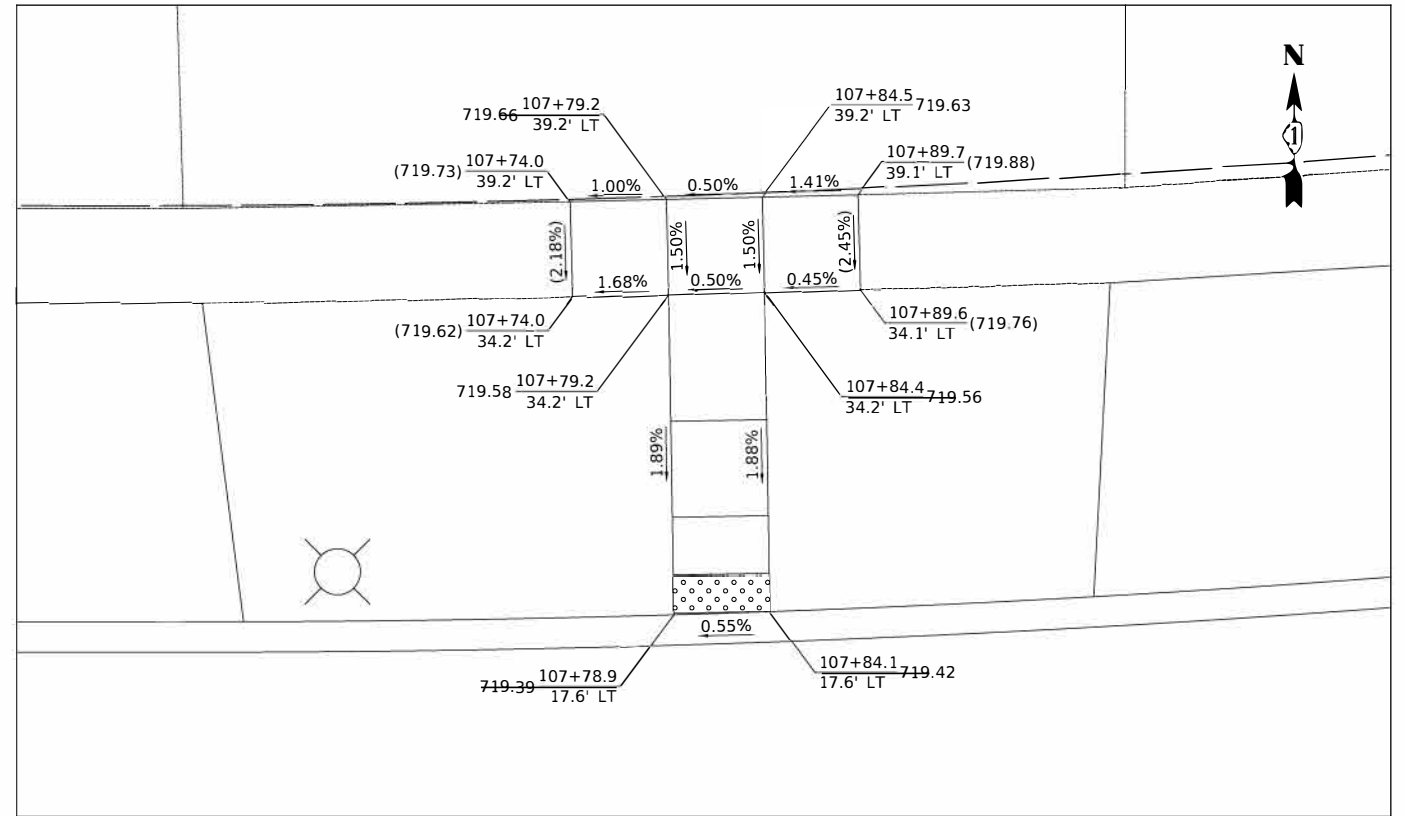 N
1
719.66 107+79.2
39.2' LT
107+84.5 719.63
39.2' LT
(719.73) 107+74.0
39.2' LT
107+89.7 (719.88)
39.1' LT
1.00% 0.50% 1.41%
(2.18%) 1.50% 1.50% (2.45%)
1.68% 0.50% 0.45%
(719.62) 107+74.0
34.2' LT
107+89.6 (719.76)
34.1' LT
719.58 107+79.2
34.2' LT
107+84.4 719.56
34.2' LT
1.89% 1.88%
0.55%
719.39 107+78.9
17.6' LT
107+84.1 719.42
17.6' LT